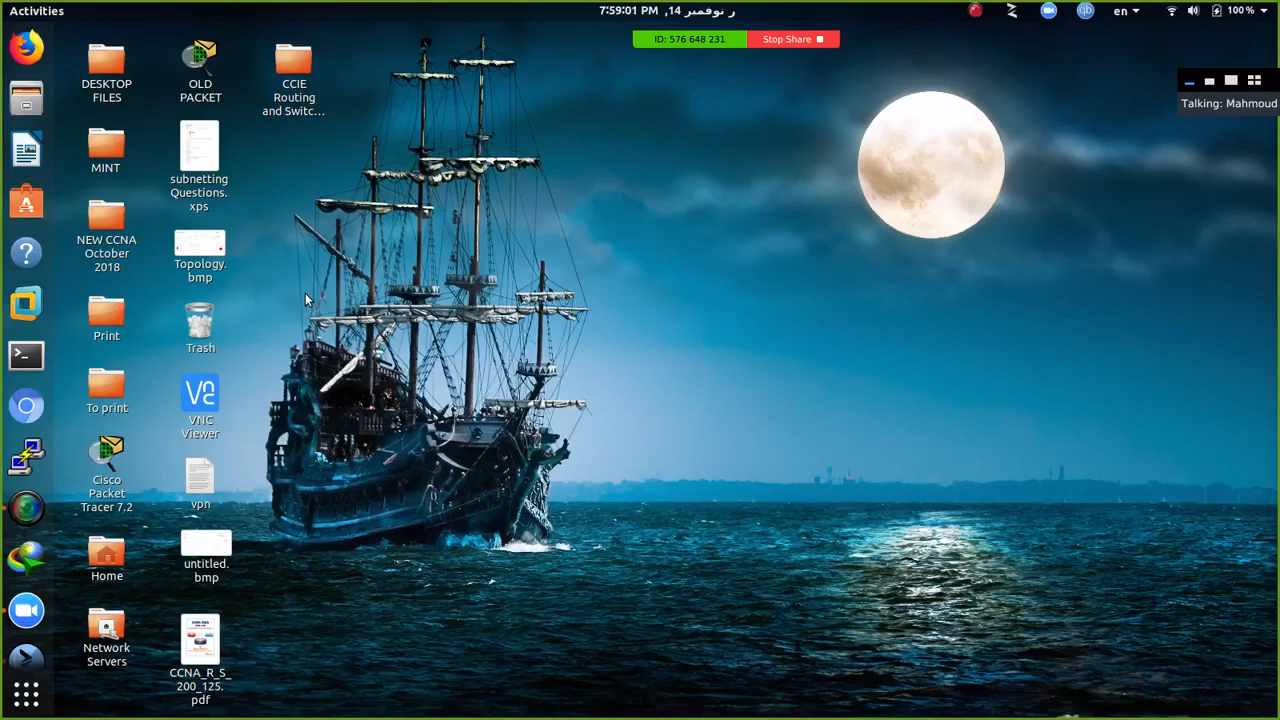 Activities
ر نوفمبر 14, 7:59:01 PM
en
100 %
ID: 576 648 231
Stop Share
Talking: Mahmoud
DESKTOP
FILES
OLD
PACKET
CCIE
Routing
and Switc...
MINT
subnetting
Questions.
xps
NEW CCNA
October
2018
Topology.
bmp
Print
Trash
To print
VNC
Viewer
Cisco
Packet
Tracer 7.2
vpn
Home
untitled.
bmp
Network
Servers
CCNA_R_S_
200_125.
pdf